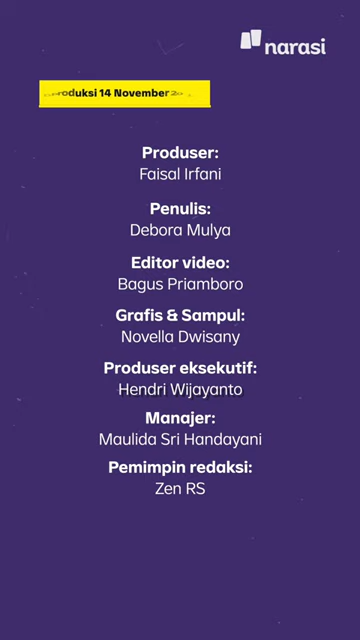 narasi
Produksi 14 November
Produser:
Faisal Irfani
Penulis:
Debora Mulya
Editor video:
Bagus Priamboro
Grafis & Sampul:
Novella Dwisany
Produser eksekutif:
Hendri Wijayanto
Manajer:
Maulida Sri Handayani
Pemimpin redaksi:
Zen RS